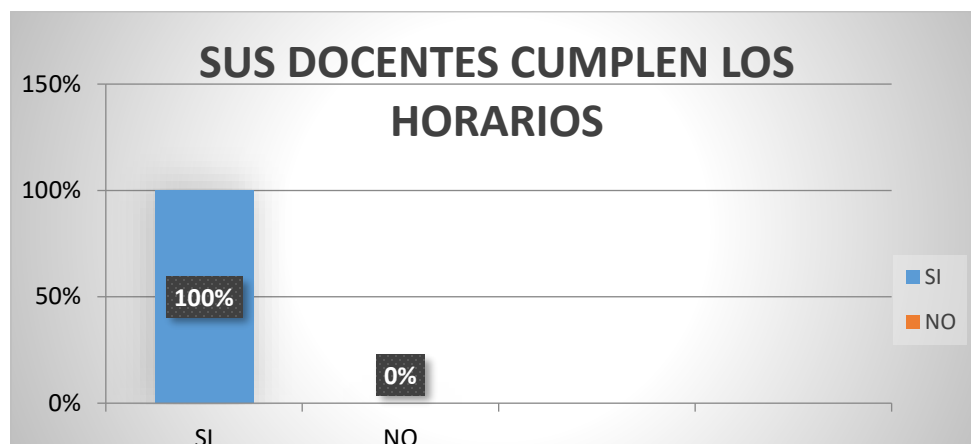 SUS DOCENTES CUMPLEN LOS
HORARIOS
150%
100%
50%
0%
100%
0%
SI
NO
SI
NO